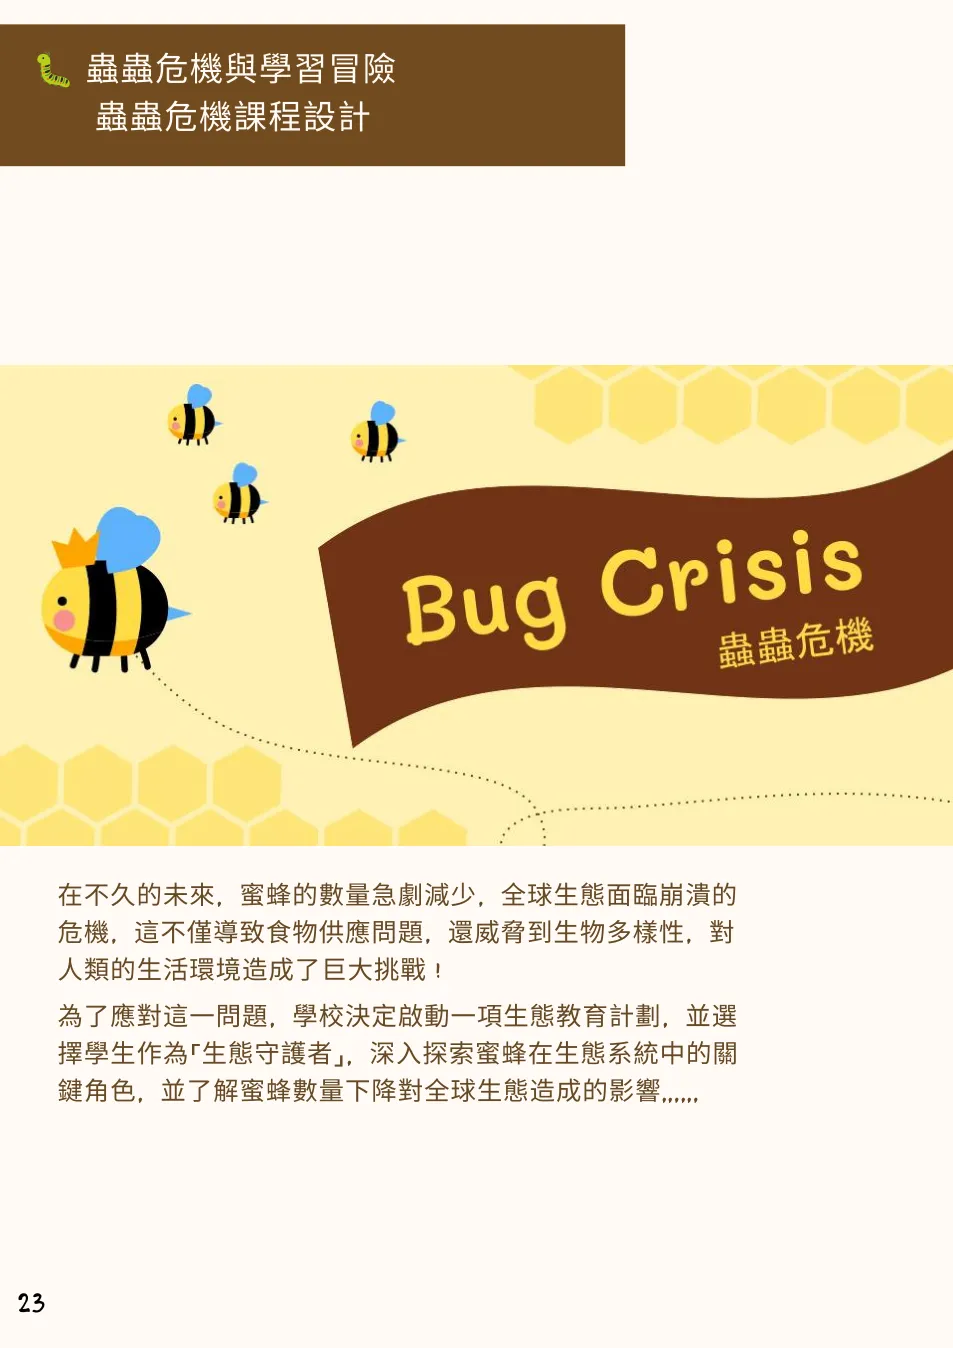 蟲蟲危機與學習冒險
蟲蟲危機課程設計
Bug Crisis
蟲蟲危機
在不久的未來，蜜蜂的數量急劇減少，全球生態面臨崩潰的
危機，這不僅導致食物供應問題，還威脅到生物多樣性，對
人類的生活環境造成了巨大挑戰！
為了應對這一問題，學校決定啟動一項生態教育計劃，並選
擇學生作為「生態守護者」，深入探索蜜蜂在生態系統中的關
鍵角色，並了解蜜蜂數量下降對全球生態造成的影響,,,,,,
23